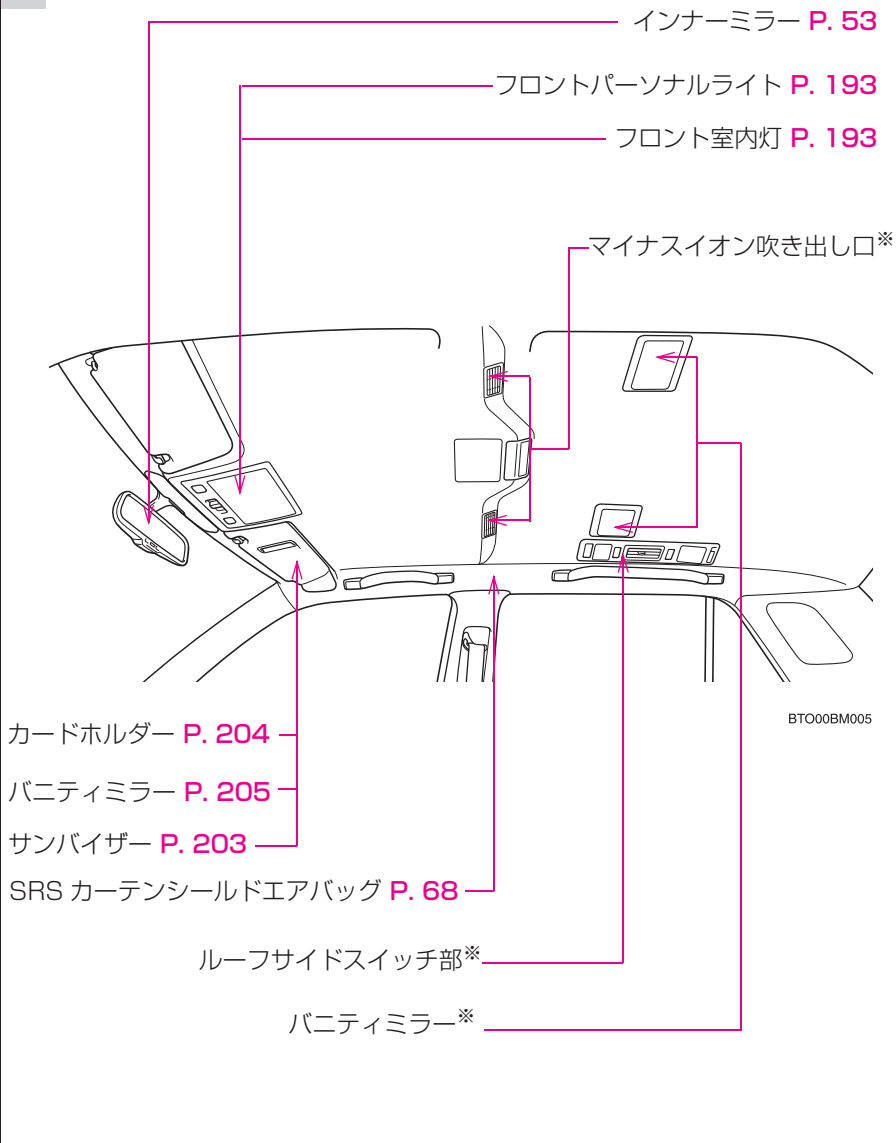 インナーミラー P. 53
フロントパーソナルライト P. 193
フロント室内灯 P. 193
マイナスイオン吹き出し口※
BTO00BM005
カードホルダー P. 204
バニティミラー P. 205
サンバイザー P. 203
SRS カーテンシールドエアバッグ P. 68
ルーフサイドスイッチ部※
バニティミラー※